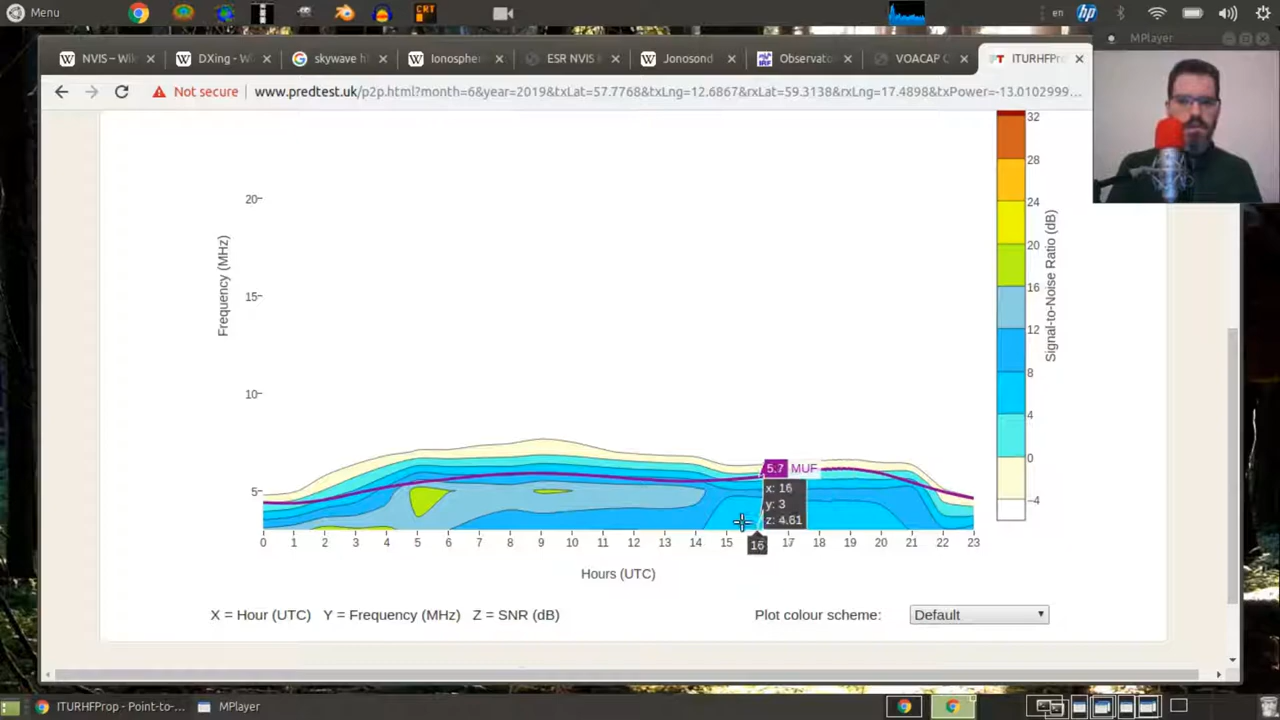 Menu
CRT
en
hp
MPlayer
NVIS – Wik
DXing - W
skywave h
Ionosphe
ESR NVIS
Jonosond
Observato
VOACAP
ITURHFPro
Not secure
www.predtest.uk/p2p.html?month=6&year=2019&txLat=57.7768&txLng=12.6867&rxLat=59.3138&rxLng=17.4898&txPower=-13.0102999…
32
28
24
20
16
12
8
4
0
−4
Signal-to-Noise Ratio (dB)
Frequency (MHz)
20
15
10
5
5.7 MUF
x: 16
y: 3
z: 4.61
16
0 1 2 3 4 5 6 7 8 9 10 11 12 13 14 15 17 18 19 20 21 22 23
Hours (UTC)
X = Hour (UTC) Y = Frequency (MHz) Z = SNR (dB)
Plot colour scheme:
Default
ITURHFProp - Point-to-…
MPlayer